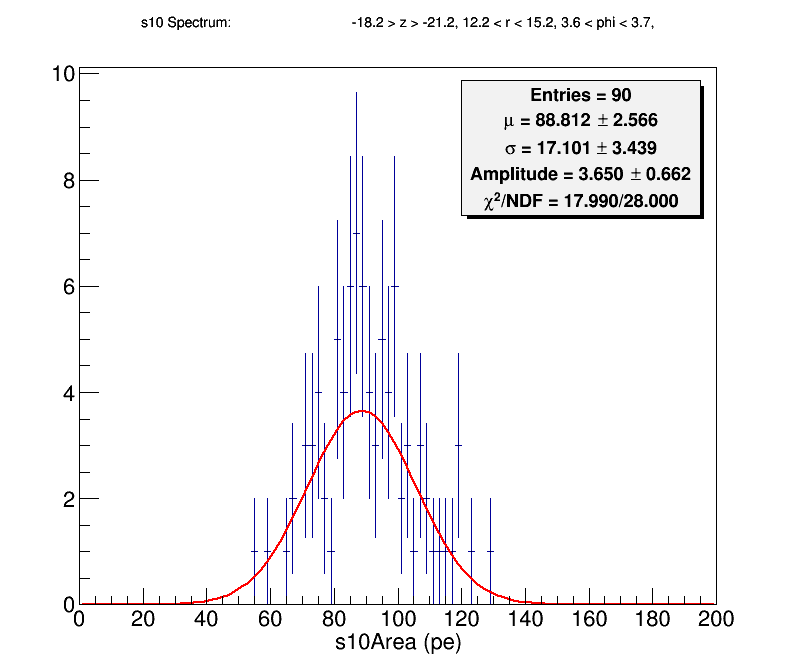 s10 Spectrum: -18.2 > z > -21.2, 12.2 < r < 15.2, 3.6 < phi < 3.7,
Entries = 90
μ = 88.812 ± 2.566
σ = 17.101 ± 3.439
Amplitude = 3.650 ± 0.662
χ²/NDF = 17.990/28.000
10
8
6
4
2
0
0 20 40 60 80 100 120 140 160 180 200
s10Area (pe)